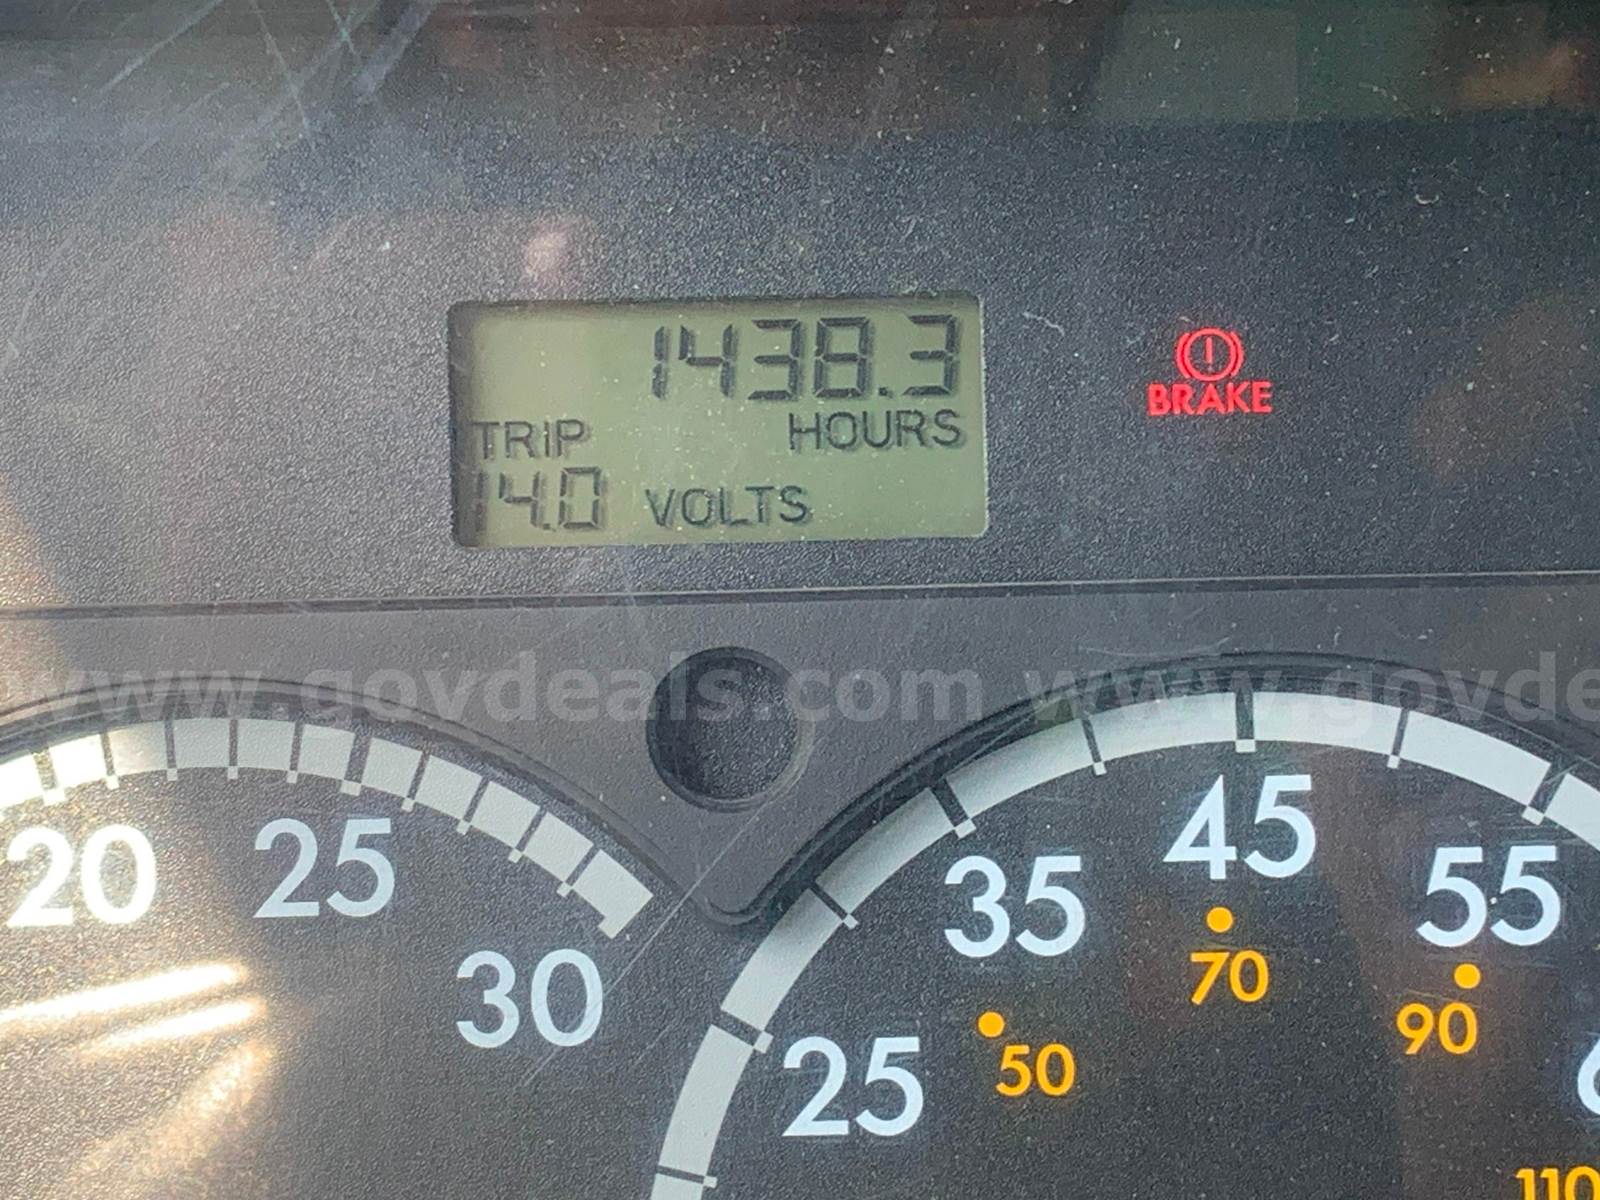 1438.3
TRIP HOURS
14.0 VOLTS
BRAKE
www.govdeals.com www.govde
20 25 30
25 35 45 55
50 70 90 110